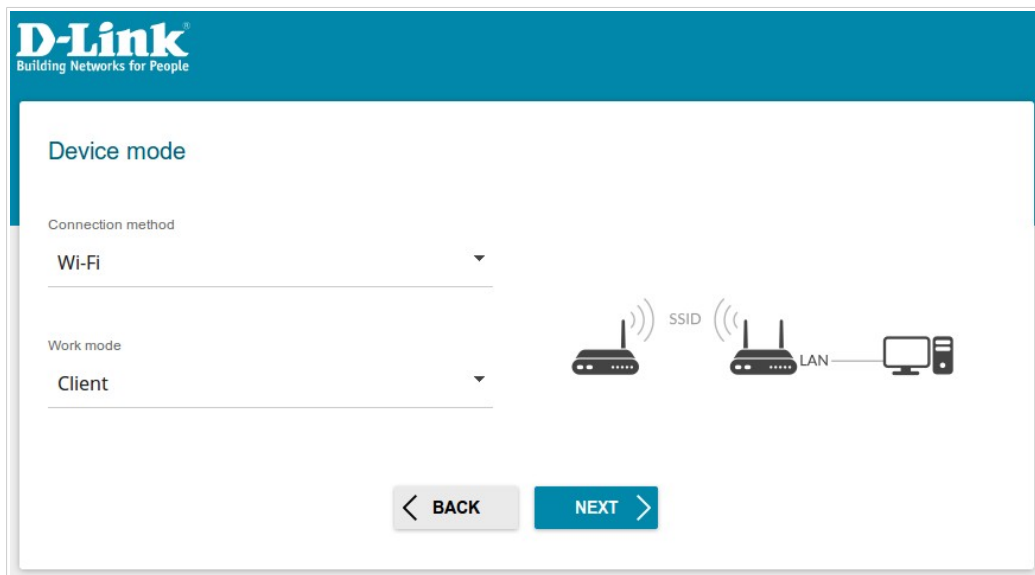 D-Link®
Building Networks for People
Device mode
Connection method
Wi-Fi
SSID
Work mode
LAN
Client
BACK
NEXT